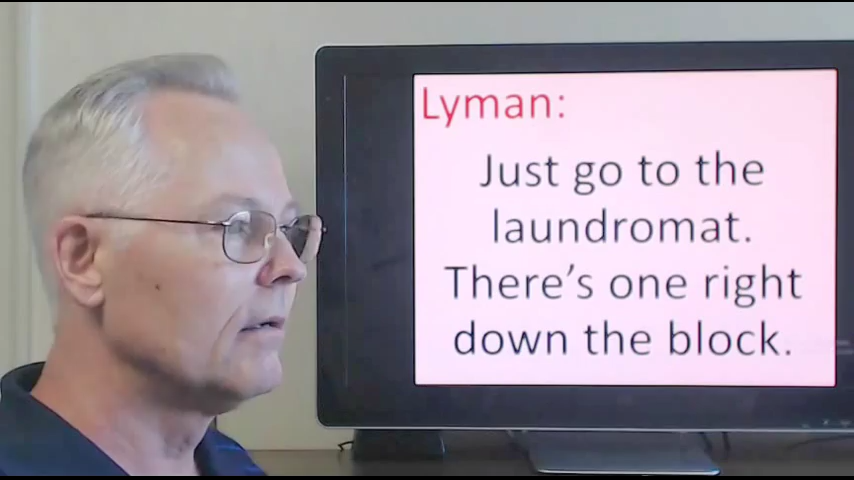 Lyman:
Just go to the
laundromat.
There's one right
down the block.